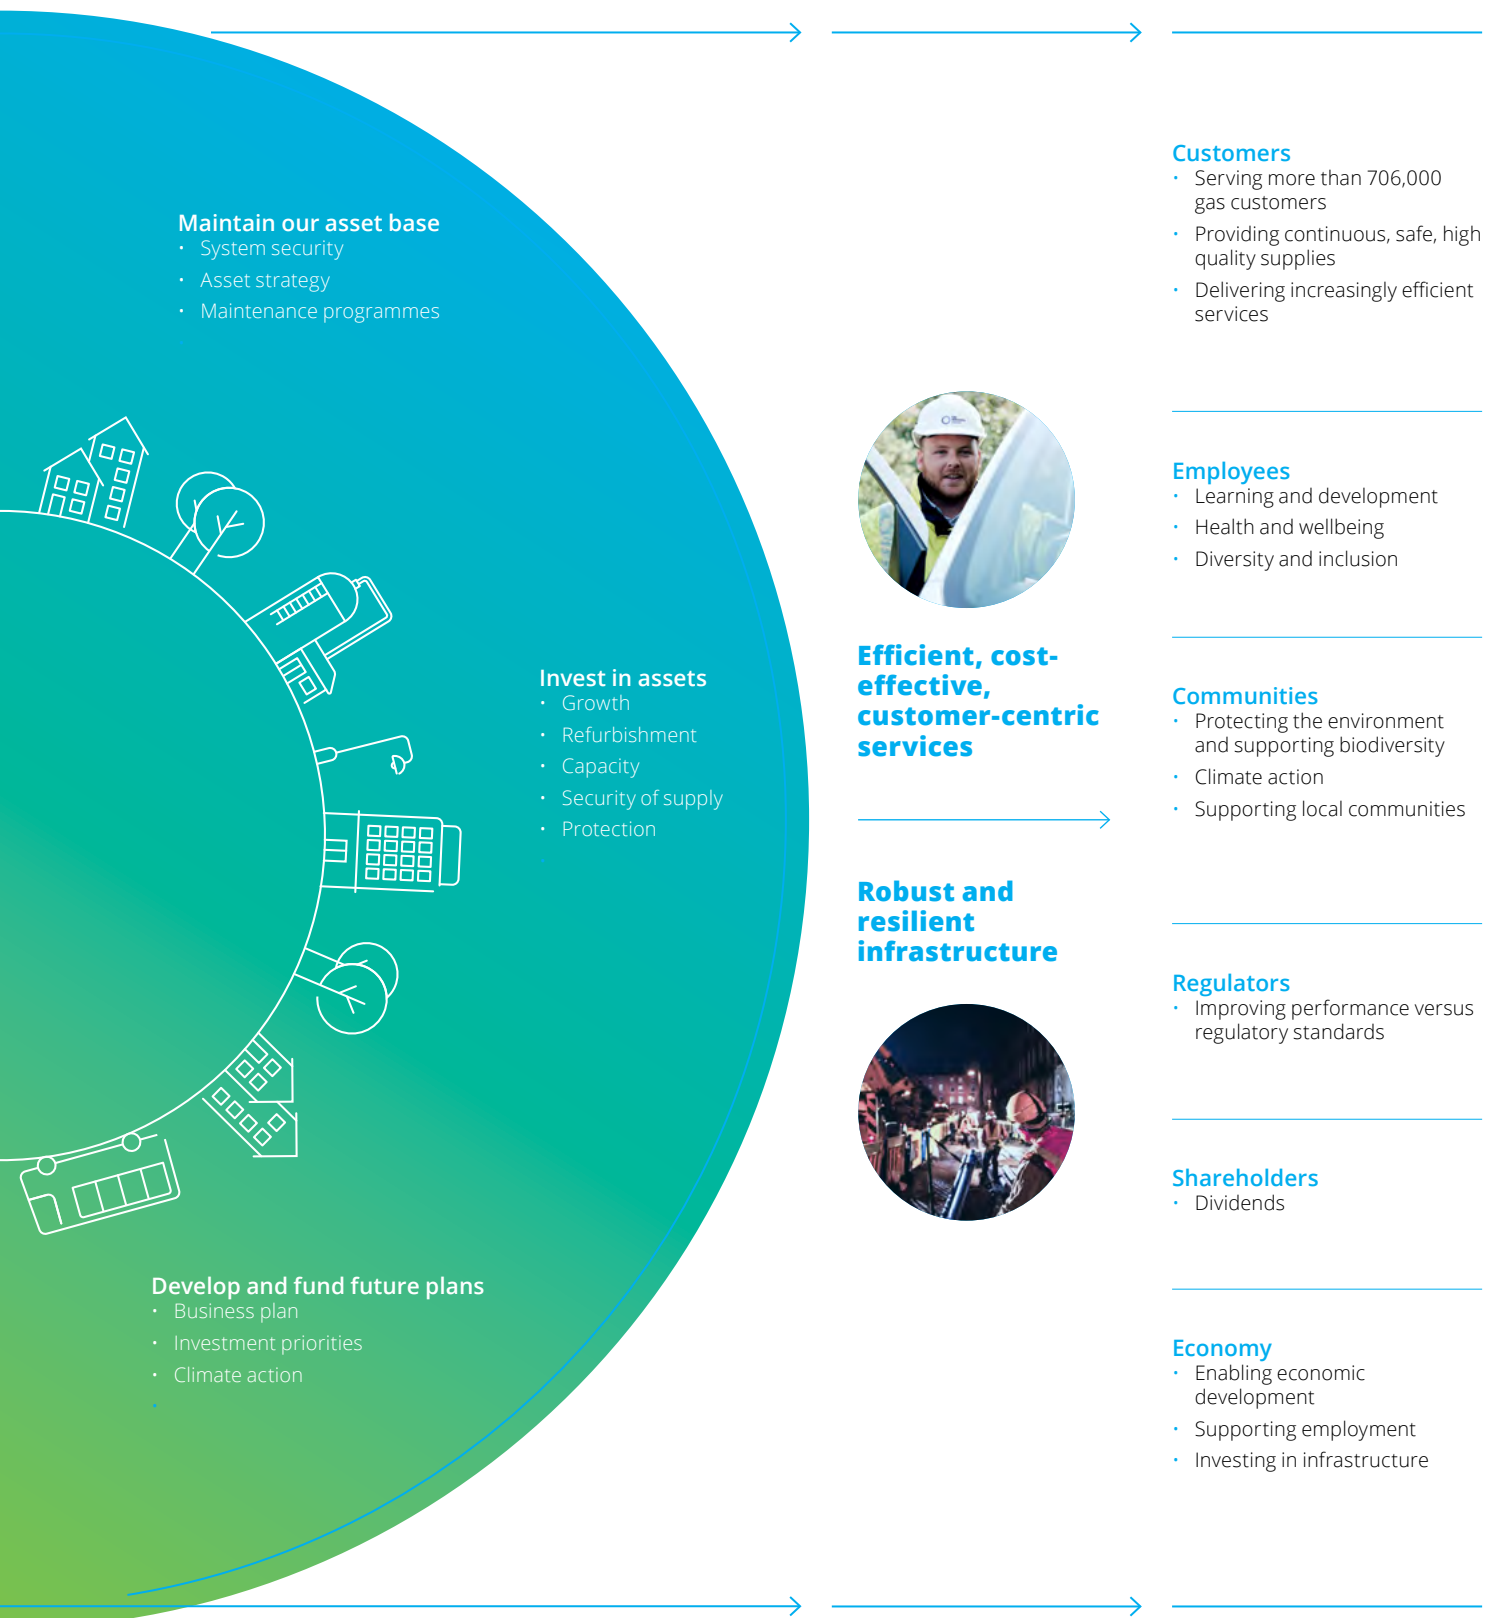 Maintain our asset base
• System security
• Asset strategy
• Maintenance programmes
Invest in assets
• Growth
• Refurbishment
• Capacity
• Security of supply
• Protection
Develop and fund future plans
• Business plan
• Investment priorities
• Climate action
Efficient, cost-
effective,
customer-centric
services
Robust and
resilient
infrastructure
Customers
• Serving more than 706,000
gas customers
• Providing continuous, safe, high
quality supplies
• Delivering increasingly efficient
services
Employees
• Learning and development
• Health and wellbeing
• Diversity and inclusion
Communities
• Protecting the environment
and supporting biodiversity
• Climate action
• Supporting local communities
Regulators
• Improving performance versus
regulatory standards
Shareholders
• Dividends
Economy
• Enabling economic
development
• Supporting employment
• Investing in infrastructure